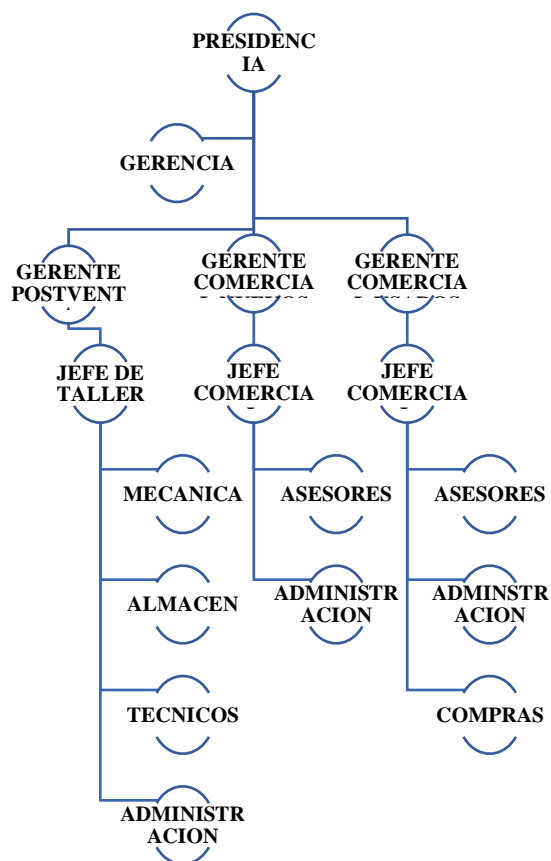 PRESIDENC
IA
GERENCIA
GERENTE
POSTVENT
GERENTE
COMERCIA
GERENTE
COMERCIA
JEFE DE
TALLER
JEFE
COMERCIA
JEFE
COMERCIA
MECANICA
ASESORES
ASESORES
ALMACEN
ADMINISTR
ACION
ADMINSTR
ACION
TECNICOS
COMPRAS
ADMINISTR
ACION